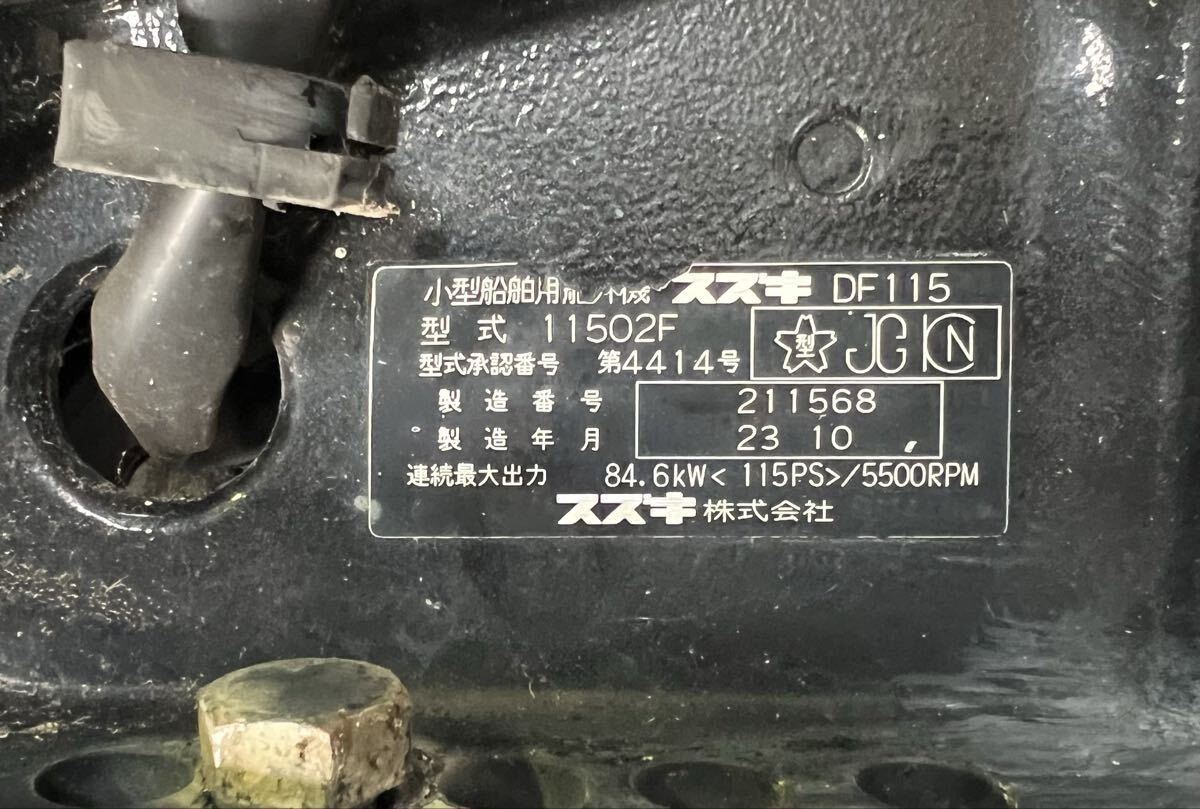 小型船舶用 スズキ DF115
型式 11502F 型 JCI CN
型式承認番号 第4414号
製造番号 211568
製造年月 23 10
連続最大出力 84.6kW<115PS>/5500RPM
スズキ株式会社